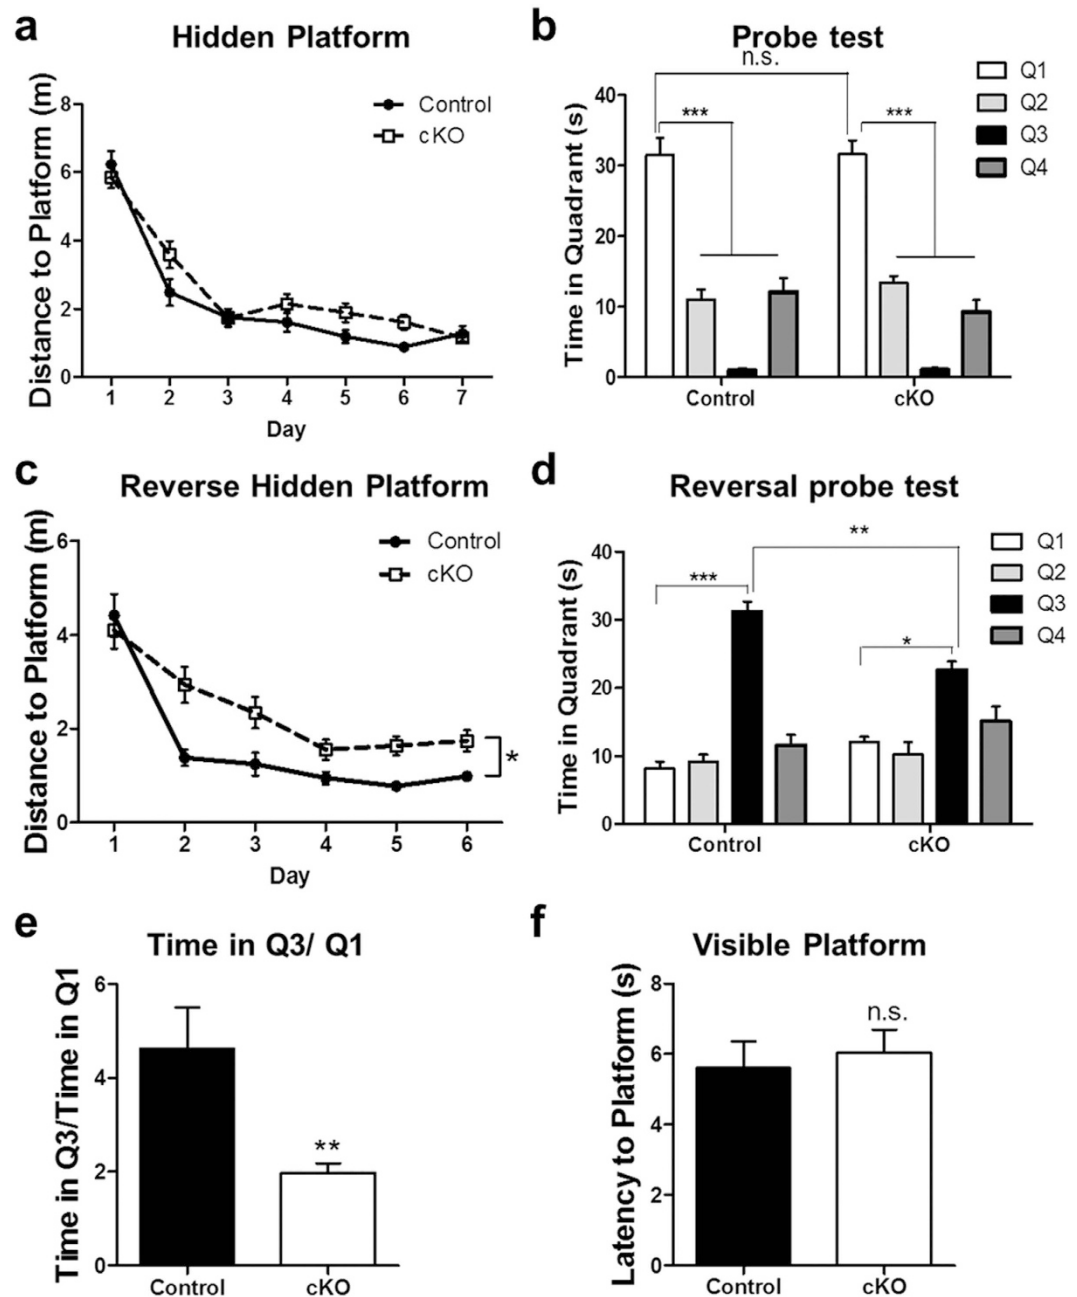 a
Hidden Platform
Distance to Platform (m)
8
6
4
2
0
Control
cKO
1 2 3 4 5 6 7
Day
b
Probe test
n.s.
*** ***
Time in Quadrant (s)
40
30
20
10
0
Q1
Q2
Q3
Q4
Control cKO
c
Reverse Hidden Platform
Distance to Platform (m)
6
4
2
0
Control
cKO
*
1 2 3 4 5 6
Day
d
Reversal probe test
**
***
*
Time in Quadrant (s)
40
30
20
10
0
Q1
Q2
Q3
Q4
Control cKO
e
Time in Q3/ Q1
Time in Q3/Time in Q1
6
4
2
0
**
Control cKO
f
Visible Platform
Latency to Platform (s)
8
6
4
2
0
n.s.
Control cKO